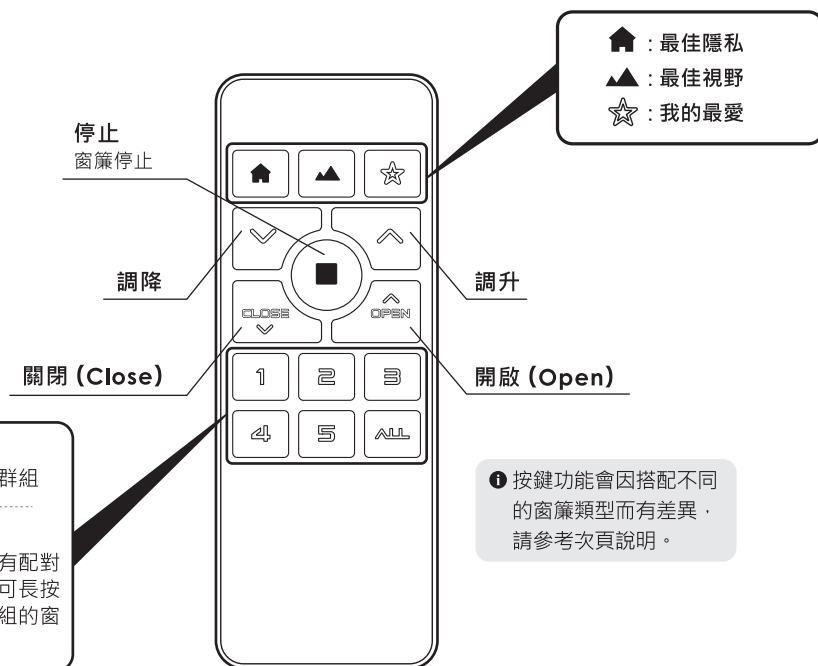 : 最佳隱私
: 最佳視野
: 我的最愛
停止
窗簾停止
調降
調升
CLOSE
OPEN
關閉 (Close)
開啟 (Open)
1 2 3
4 5 ALL
群組
有配對
可長按
組的窗
按鍵功能會因搭配不同
的窗簾類型而有差異，
請參考次頁說明。